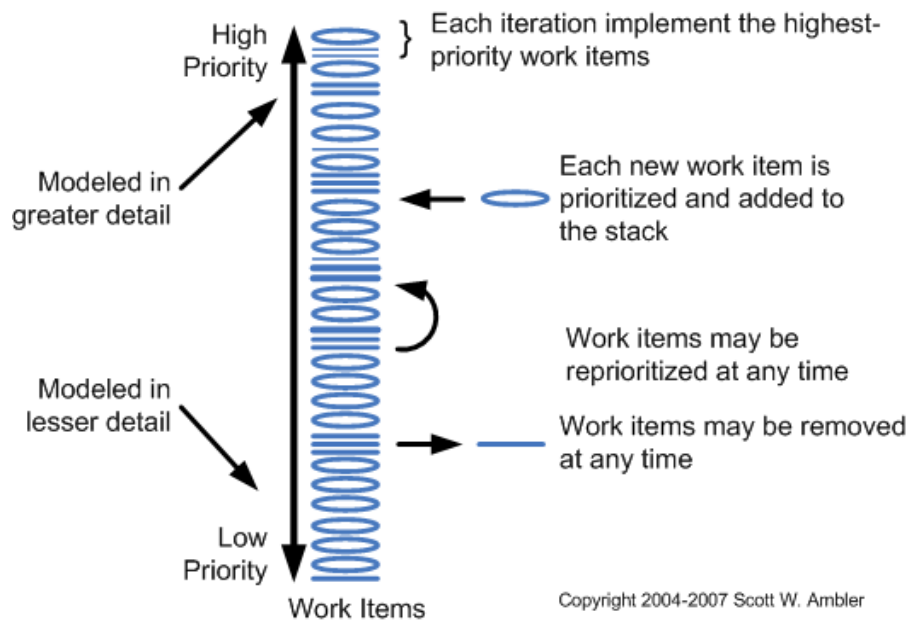 High
Priority
Each iteration implement the highest-
priority work items
Modeled in
greater detail
Each new work item is
prioritized and added to
the stack
Work items may be
reprioritized at any time
Modeled in
lesser detail
Work items may be removed
at any time
Low
Priority
Work Items
Copyright 2004-2007 Scott W. Ambler